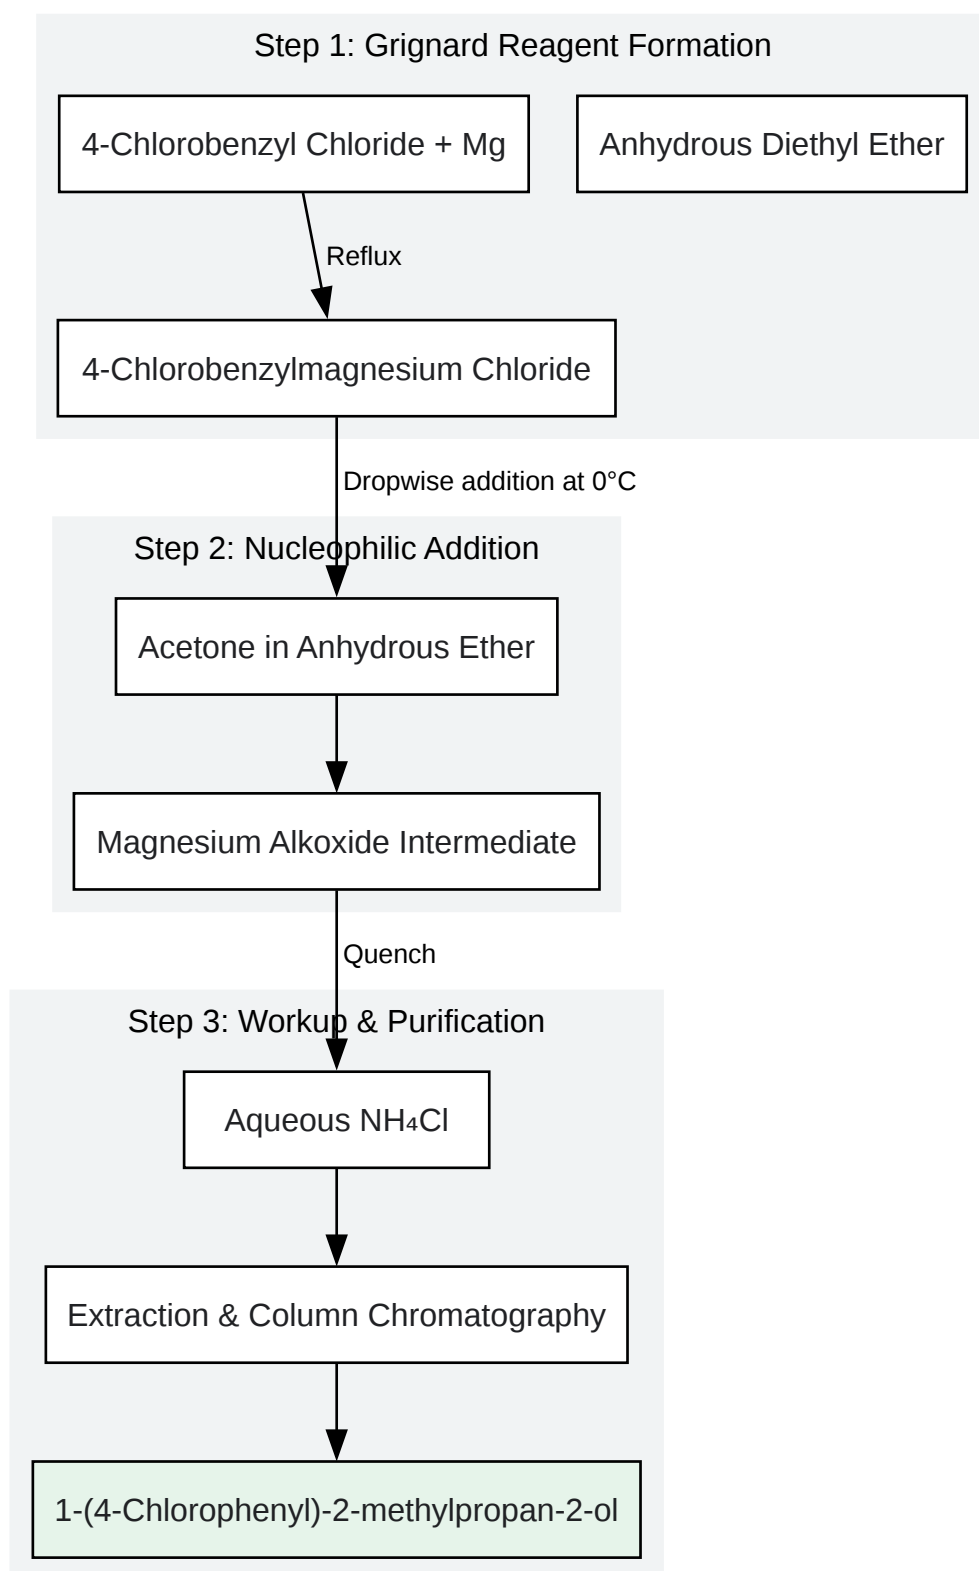 Step 1: Grignard Reagent Formation
4-Chlorobenzyl Chloride + Mg
Anhydrous Diethyl Ether
Reflux
4-Chlorobenzylmagnesium Chloride
Dropwise addition at 0°C
Step 2: Nucleophilic Addition
Acetone in Anhydrous Ether
Magnesium Alkoxide Intermediate
Quench
Step 3: Workup & Purification
Aqueous NH₄Cl
Extraction & Column Chromatography
1-(4-Chlorophenyl)-2-methylpropan-2-ol